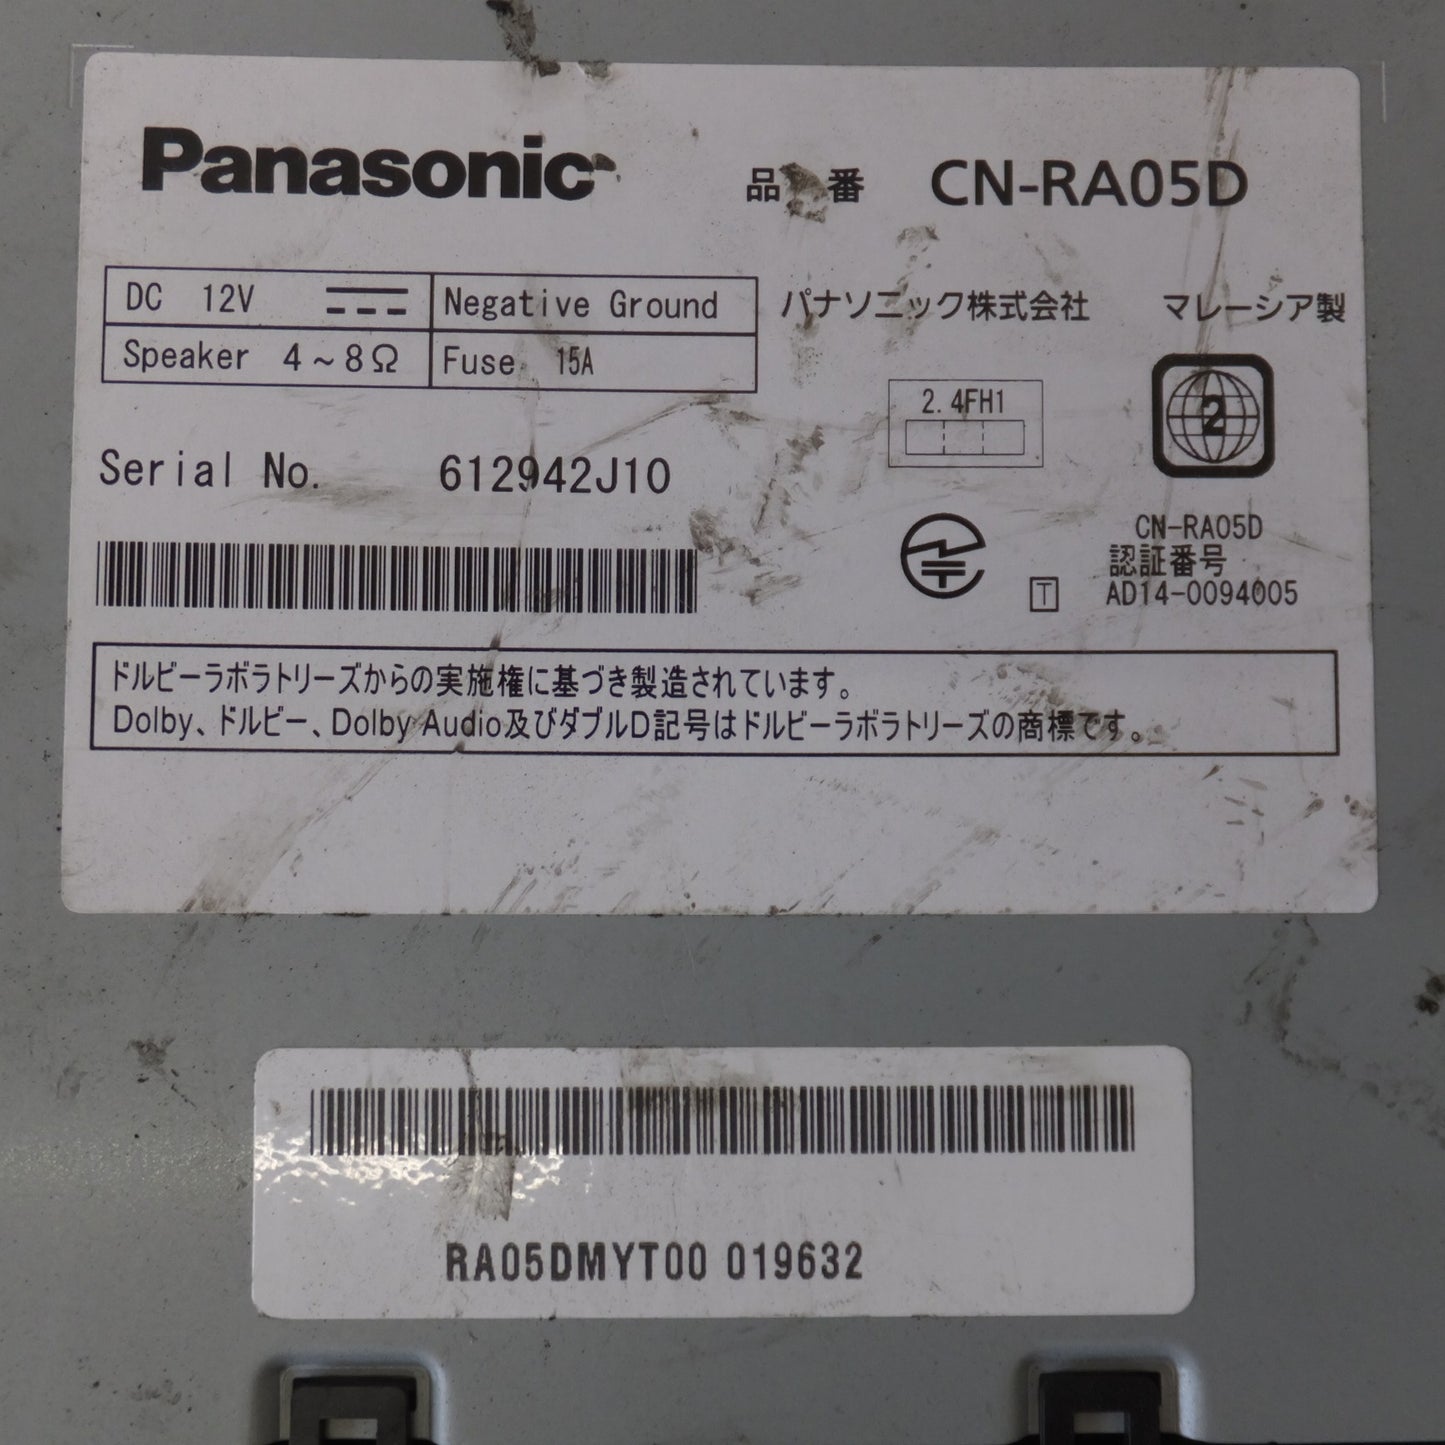 Panasonic
品番 CN-RA05D
DC 12V Negative Ground
Speaker 4~8Ω Fuse 15A
パナソニック株式会社 マレーシア製
2.4FH1
2
Serial No. 612942J10
CN-RA05D
認証番号
T AD14-0094005
ドルビーラボラトリーズからの実施権に基づき製造されています。
Dolby、ドルビー、Dolby Audio及びダブルD記号はドルビーラボラトリーズの商標です。
RA05DMYT00 019632